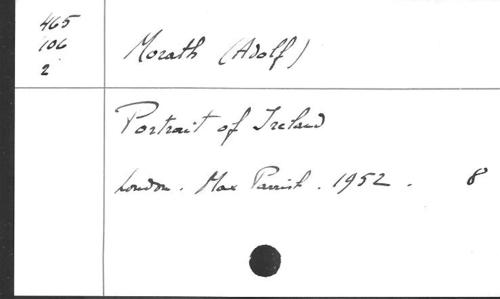 465
106
2
Morath (Adolf)
Portrait of Ireland
London. Max Parrish. 1952. 8